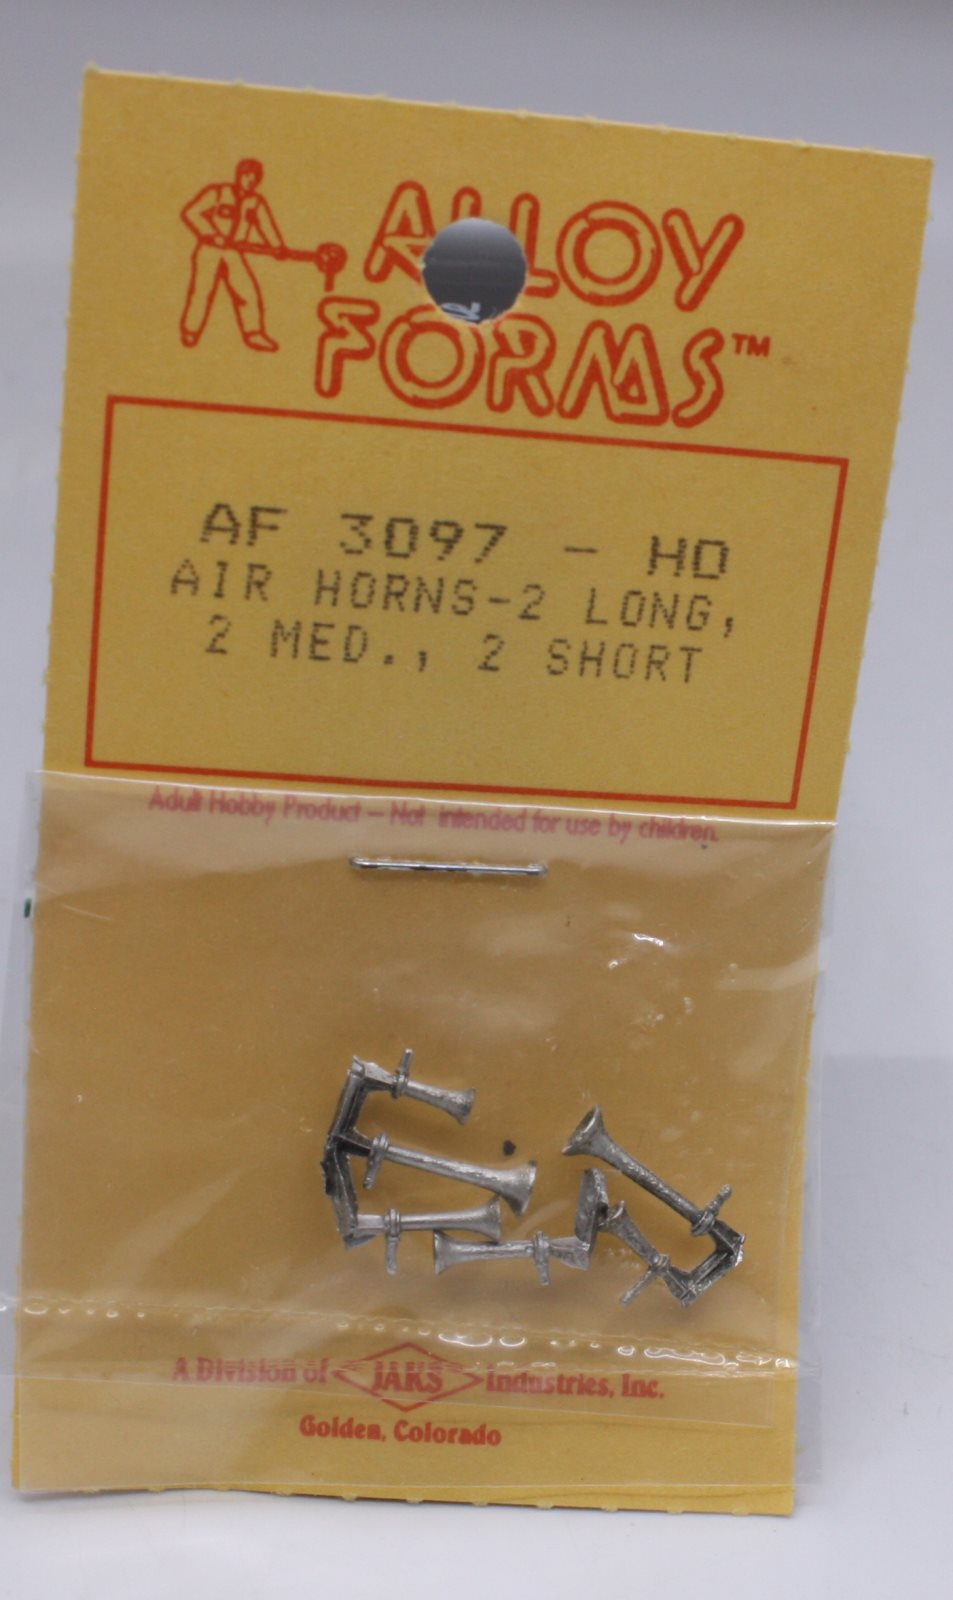 ALLOY
FORMS™
AF 3097 - HO
AIR HORNS-2 LONG,
2 MED., 2 SHORT
Adult Hobby Product — Not intended for use by children.
A Division of JAKS Industries, Inc.
Golden, Colorado